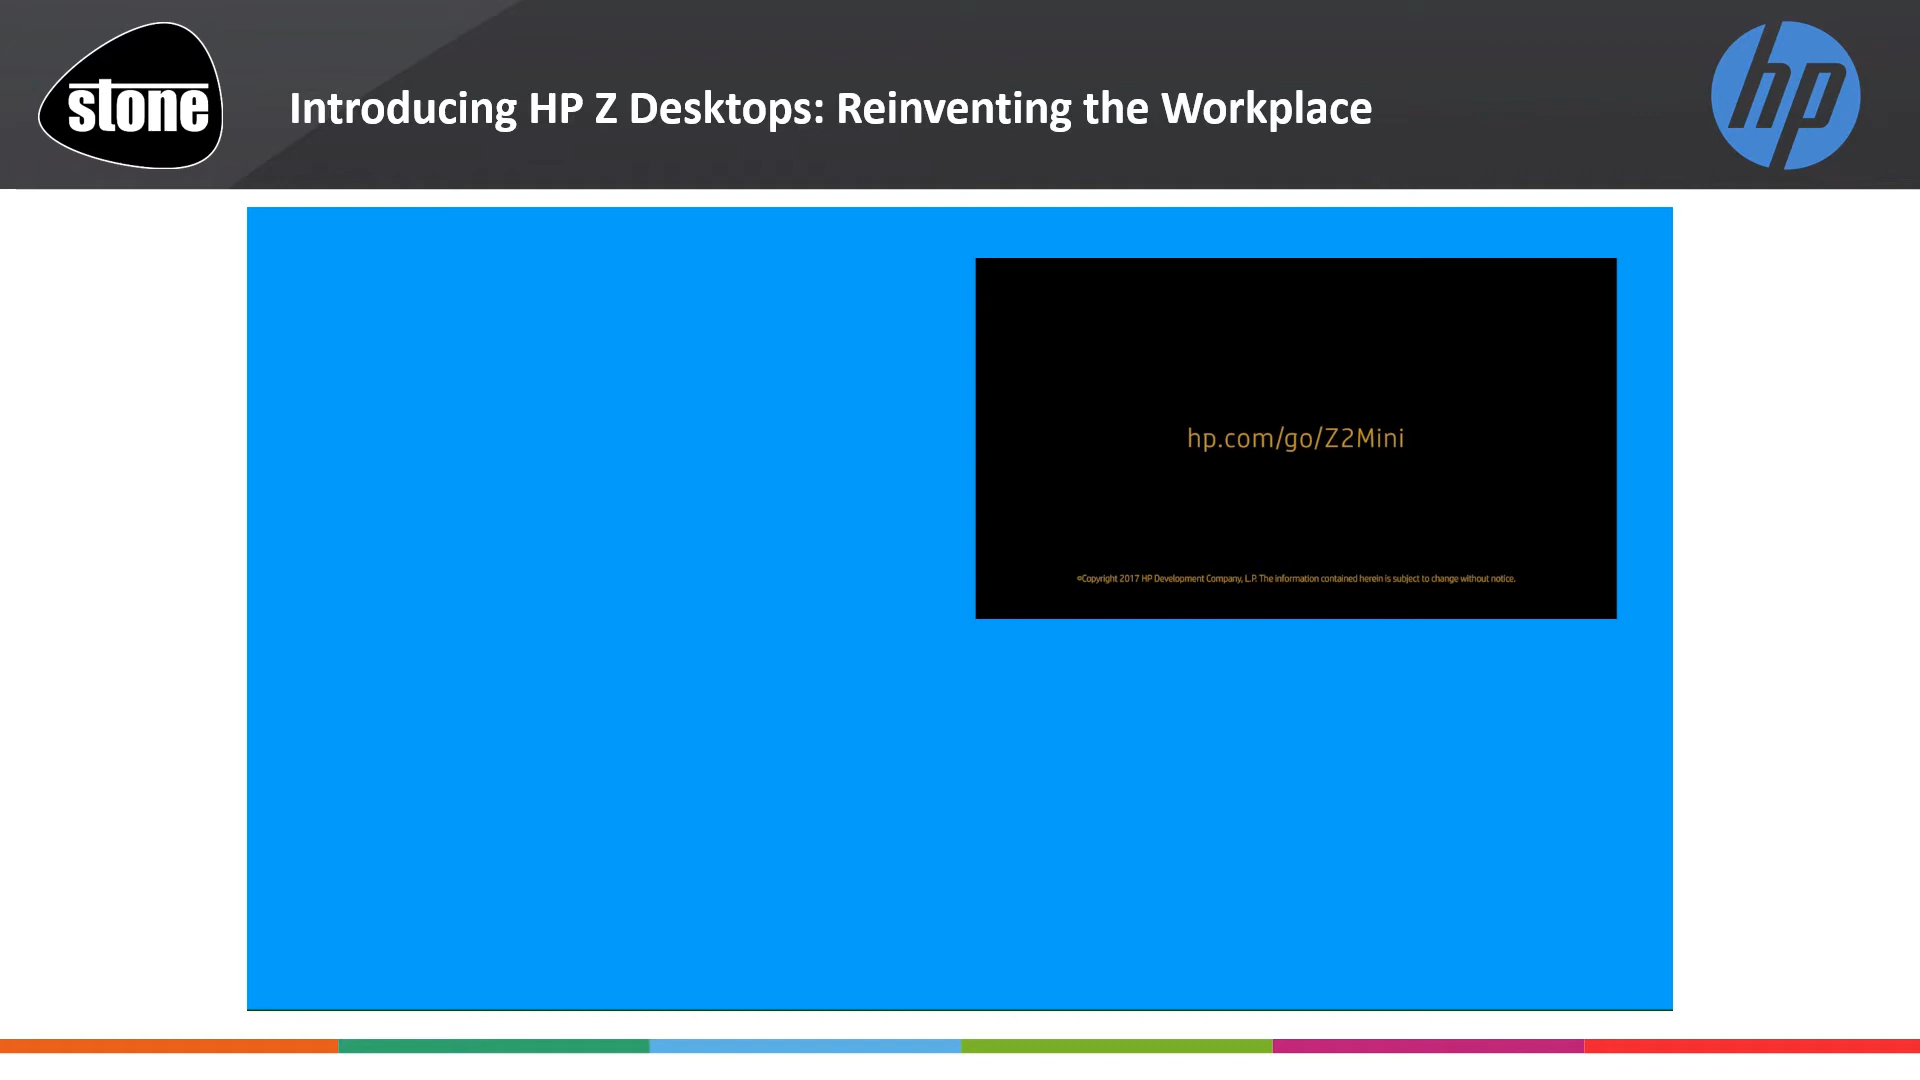 stone
Introducing HP Z Desktops: Reinventing the Workplace
hp
hp.com/go/Z2Mini
©Copyright 2017 HP Development Company, L.P. The information contained herein is subject to change without notice.